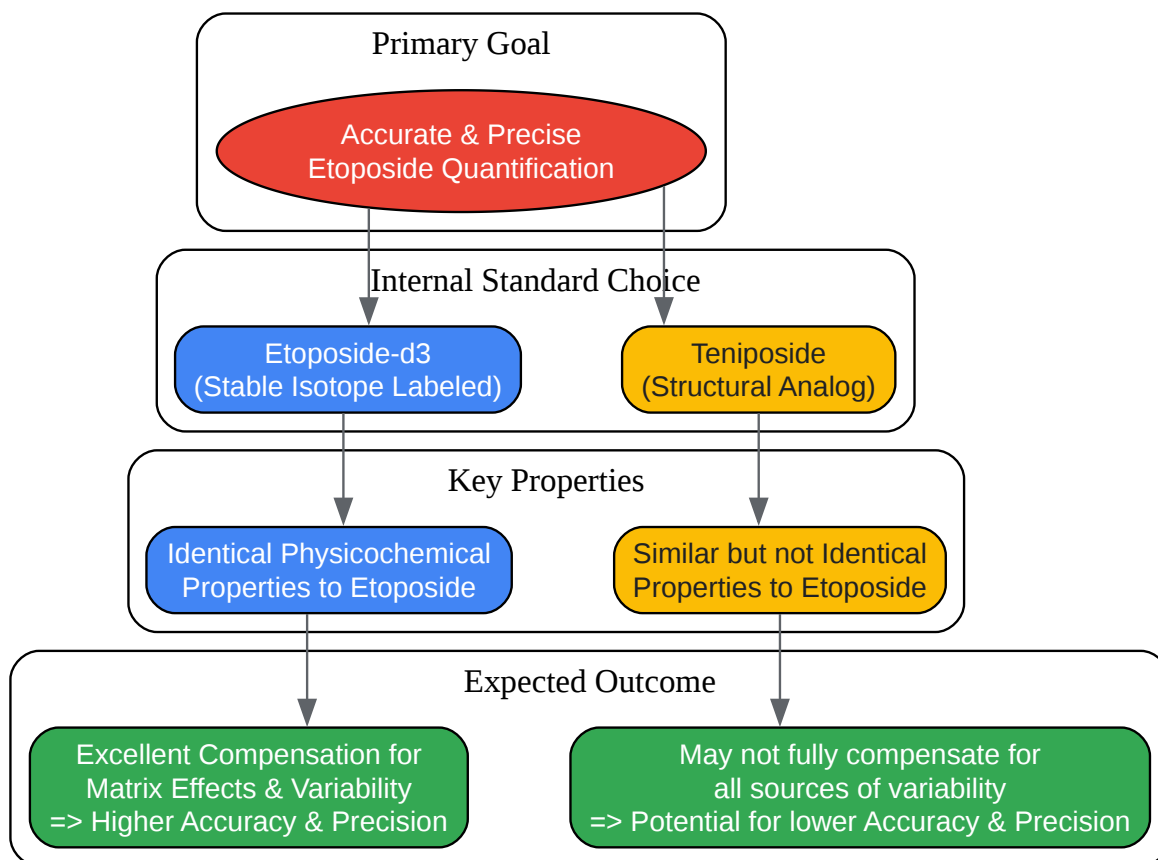 Primary Goal
Accurate & Precise
Etoposide Quantification
Internal Standard Choice
Etoposide-d3
(Stable Isotope Labeled)
Teniposide
(Structural Analog)
Key Properties
Identical Physicochemical
Properties to Etoposide
Similar but not Identical
Properties to Etoposide
Expected Outcome
Excellent Compensation for
Matrix Effects & Variability
=> Higher Accuracy & Precision
May not fully compensate for
all sources of variability
=> Potential for lower Accuracy & Precision